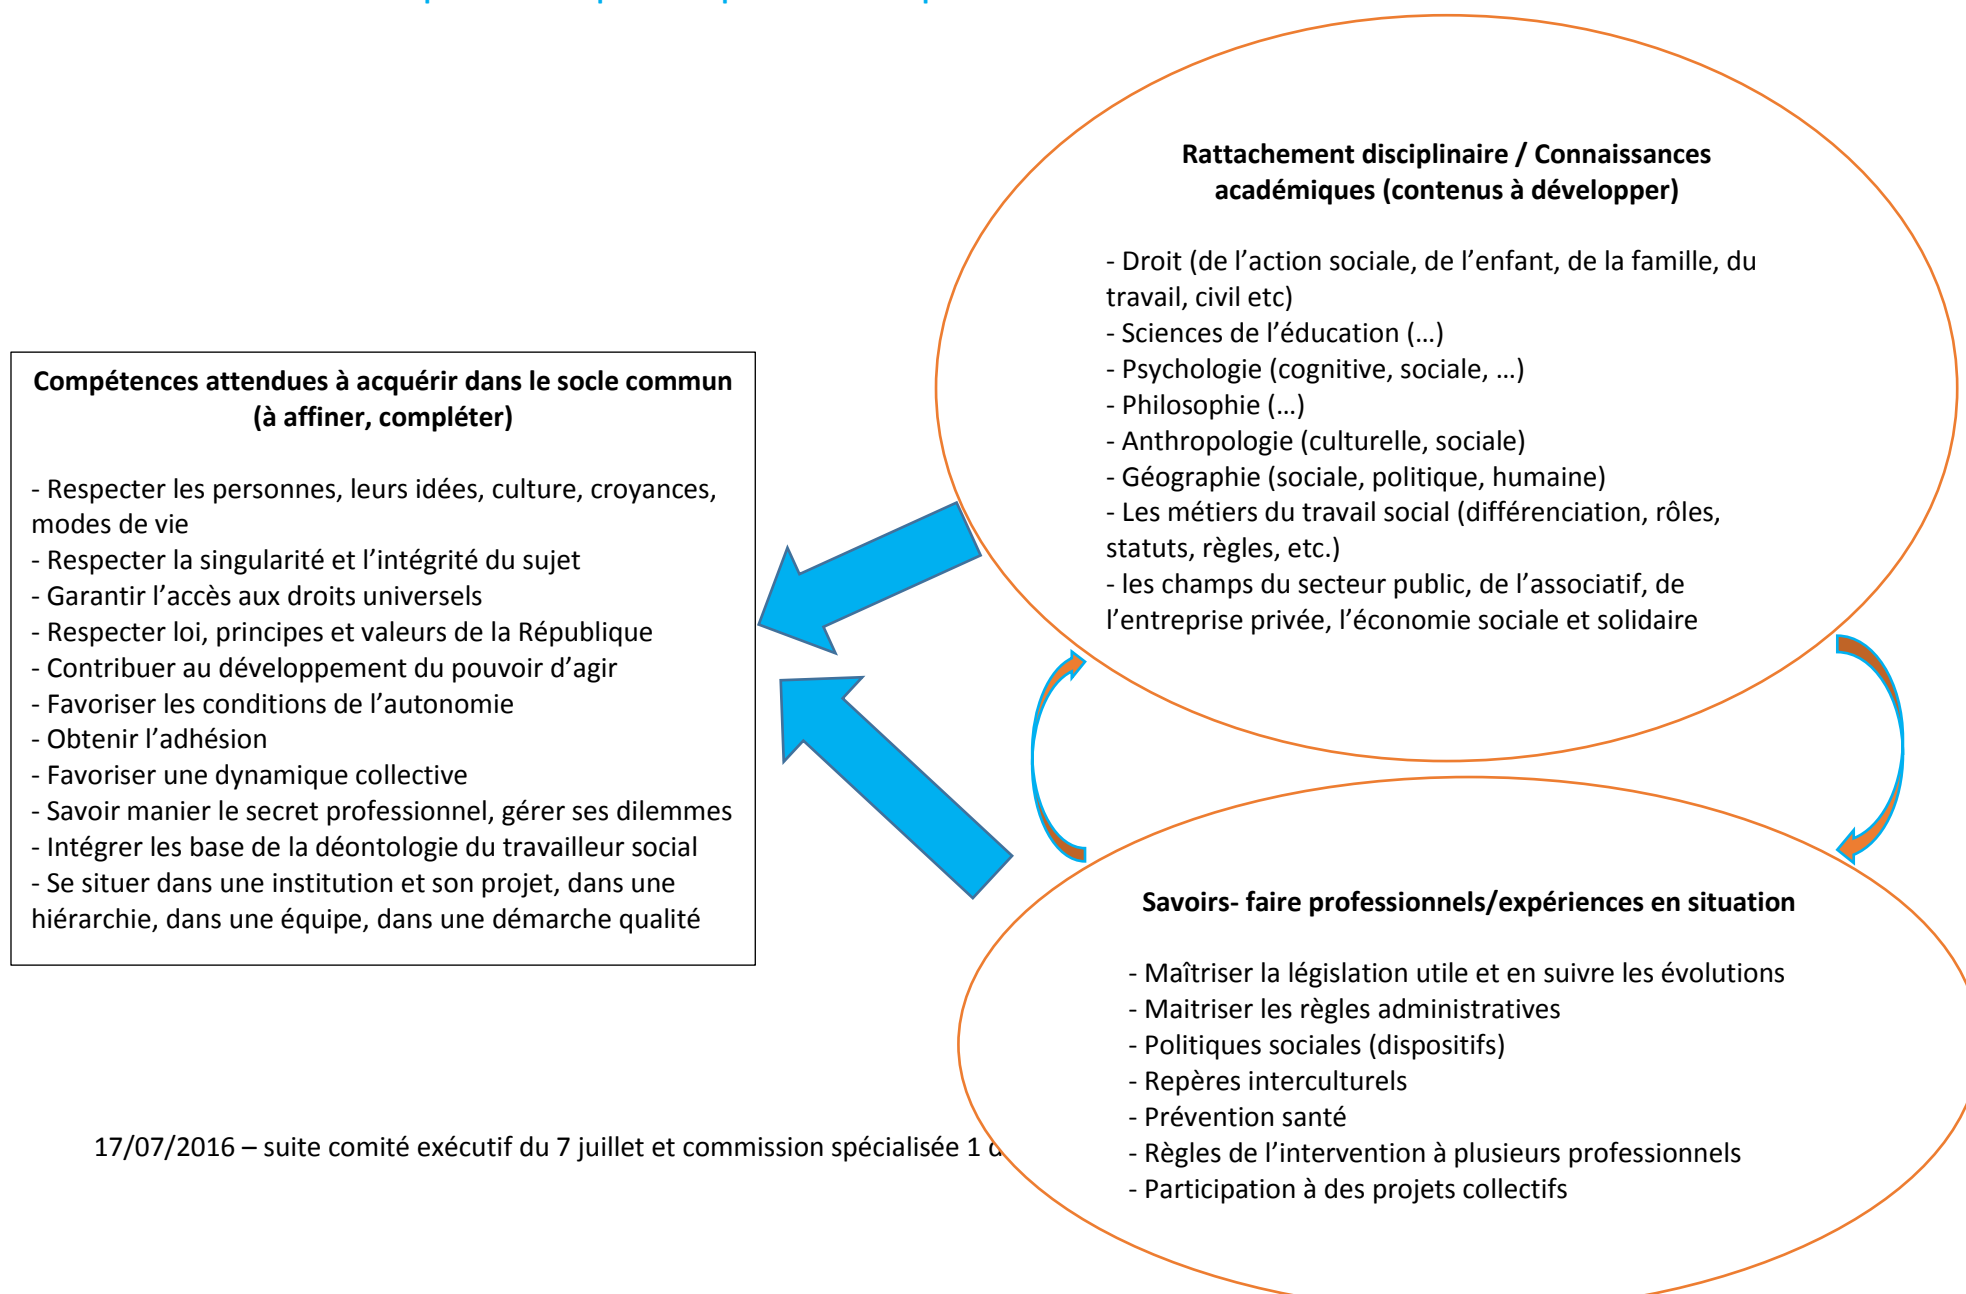 Rattachement disciplinaire / Connaissances
académiques (contenus à développer)
- Droit (de l’action sociale, de l’enfant, de la famille, du
travail, civil etc)
- Sciences de l’éducation (…)
- Psychologie (cognitive, sociale, …)
- Philosophie (…)
- Anthropologie (culturelle, sociale)
- Géographie (sociale, politique, humaine)
- Les métiers du travail social (différenciation, rôles,
statuts, règles, etc.)
- les champs du secteur public, de l’associatif, de
l’entreprise privée, l’économie sociale et solidaire
Compétences attendues à acquérir dans le socle commun
(à affiner, compléter)
- Respecter les personnes, leurs idées, culture, croyances,
modes de vie
- Respecter la singularité et l’intégrité du sujet
- Garantir l’accès aux droits universels
- Respecter loi, principes et valeurs de la République
- Contribuer au développement du pouvoir d’agir
- Favoriser les conditions de l’autonomie
- Obtenir l’adhésion
- Favoriser une dynamique collective
- Savoir manier le secret professionnel, gérer ses dilemmes
- Intégrer les base de la déontologie du travailleur social
- Se situer dans une institution et son projet, dans une
hiérarchie, dans une équipe, dans une démarche qualité
Savoirs- faire professionnels/expériences en situation
- Maîtriser la législation utile et en suivre les évolutions
- Maitriser les règles administratives
- Politiques sociales (dispositifs)
- Repères interculturels
- Prévention santé
- Règles de l’intervention à plusieurs professionnels
- Participation à des projets collectifs
17/07/2016 – suite comité exécutif du 7 juillet et commission spécialisée 1